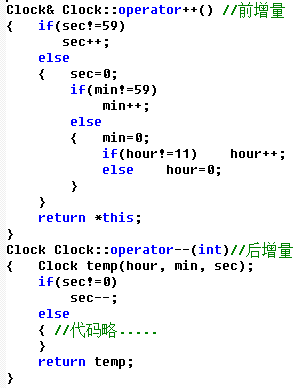 Clock& Clock::operator++() //前增量
{ if(sec!=59)
sec++;
else
{ sec=0;
if(min!=59)
min++;
else
{ min=0;
if(hour!=11) hour++;
else hour=0;
}
}
return *this;
}
Clock Clock::operator--(int)//后增量
{ Clock temp(hour, min, sec);
if(sec!=0)
sec--;
else
{ //代码略.....
}
return temp;
}